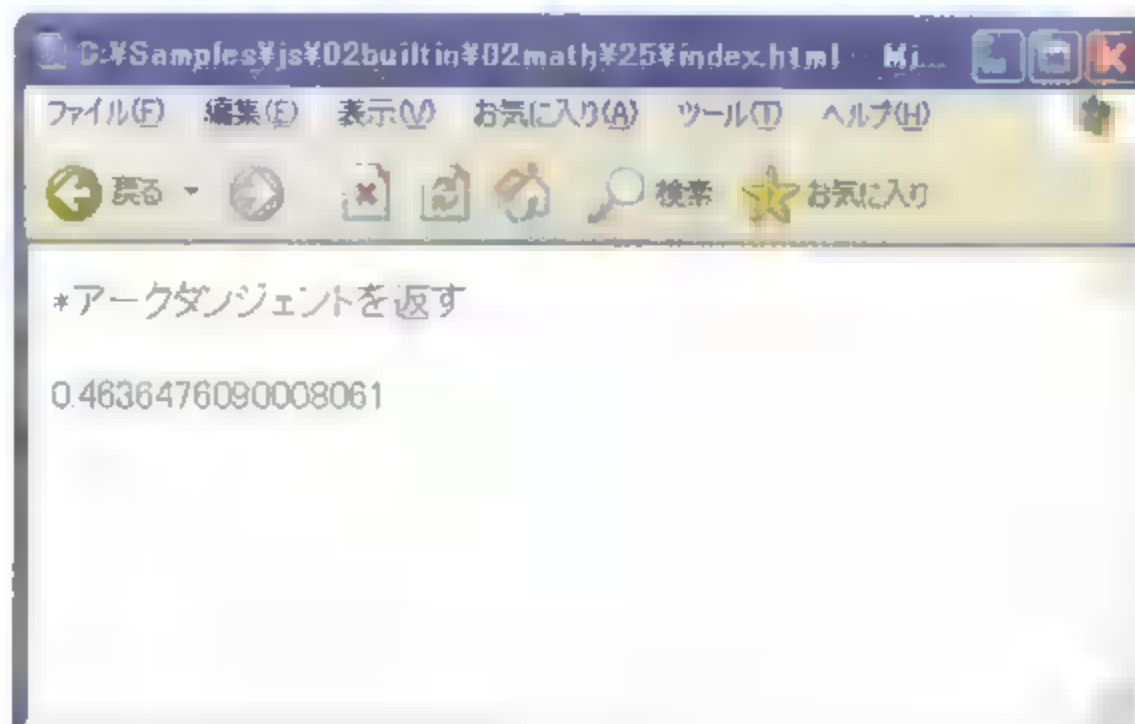 C:¥Samples¥js¥02builtin¥02math¥25¥index.html - Mi...
ファイル(F) 編集(E) 表示(V) お気に入り(A) ツール(T) ヘルプ(H)
戻る 検索 お気に入り
*アークタンジェントを返す
0.4636476090008061